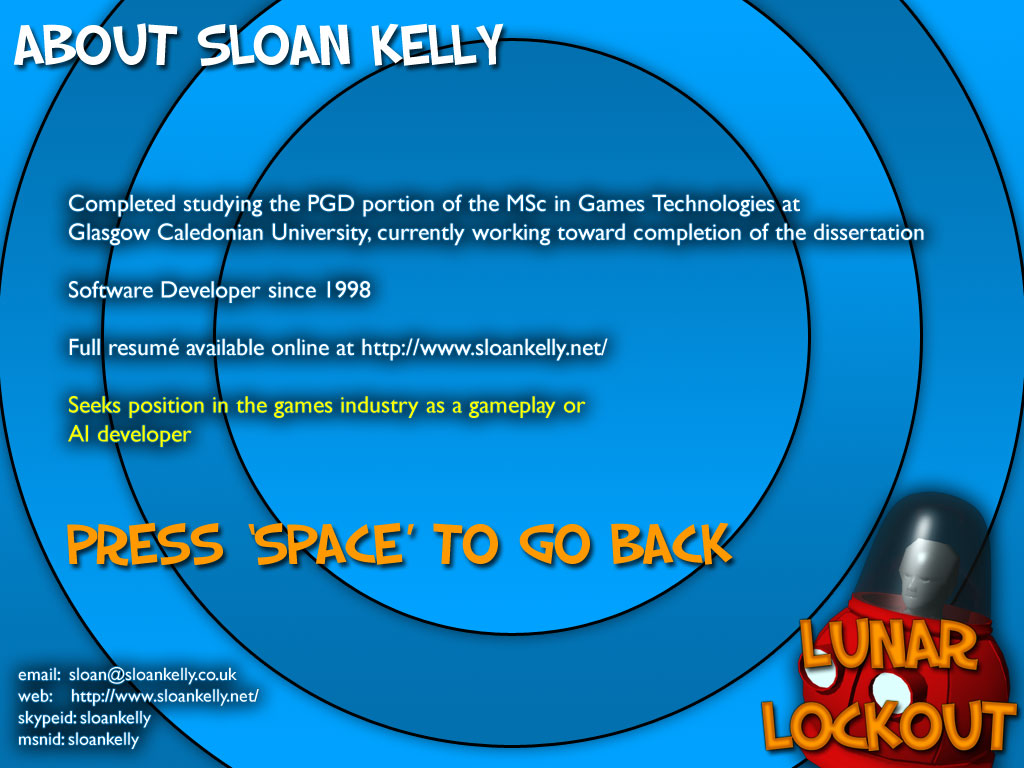 ABOUT SLOAN KELLY
Completed studying the PGD portion of the MSc in Games Technologies at
Glasgow Caledonian University, currently working toward completion of the dissertation
Software Developer since 1998
Full resumé available online at http://www.sloankelly.net/
Seeks position in the games industry as a gameplay or
AI developer
PRESS 'SPACE' TO GO BACK
email: sloan@sloankelly.co.uk
web: http://www.sloankelly.net/
skypeid: sloankelly
msnid: sloankelly
LUNAR
LOCKOUT